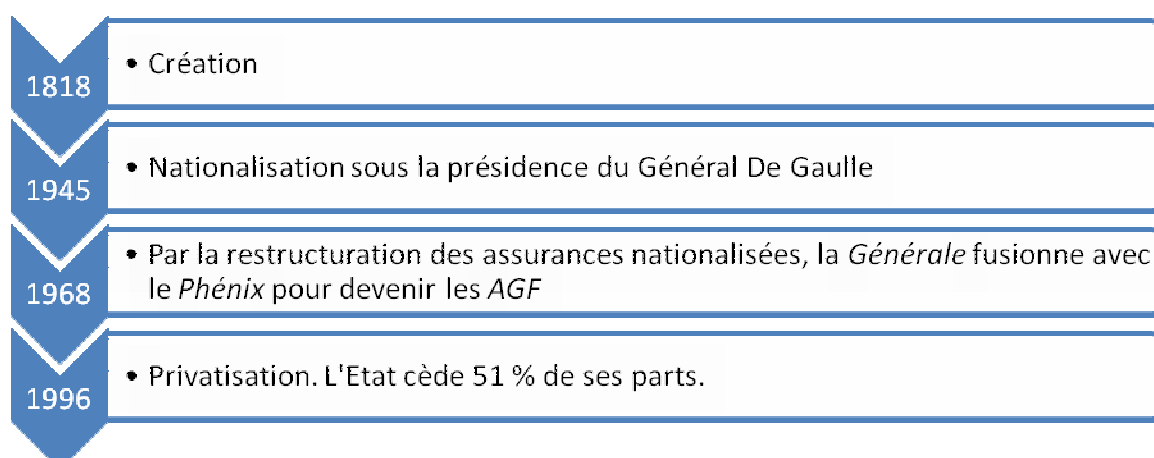 1818
• Création
1945
• Nationalisation sous la présidence du Général De Gaulle
1968
• Par la restructuration des assurances nationalisées, la Générale fusionne avec
le Phénix pour devenir les AGF
1996
• Privatisation. L'Etat cède 51 % de ses parts.